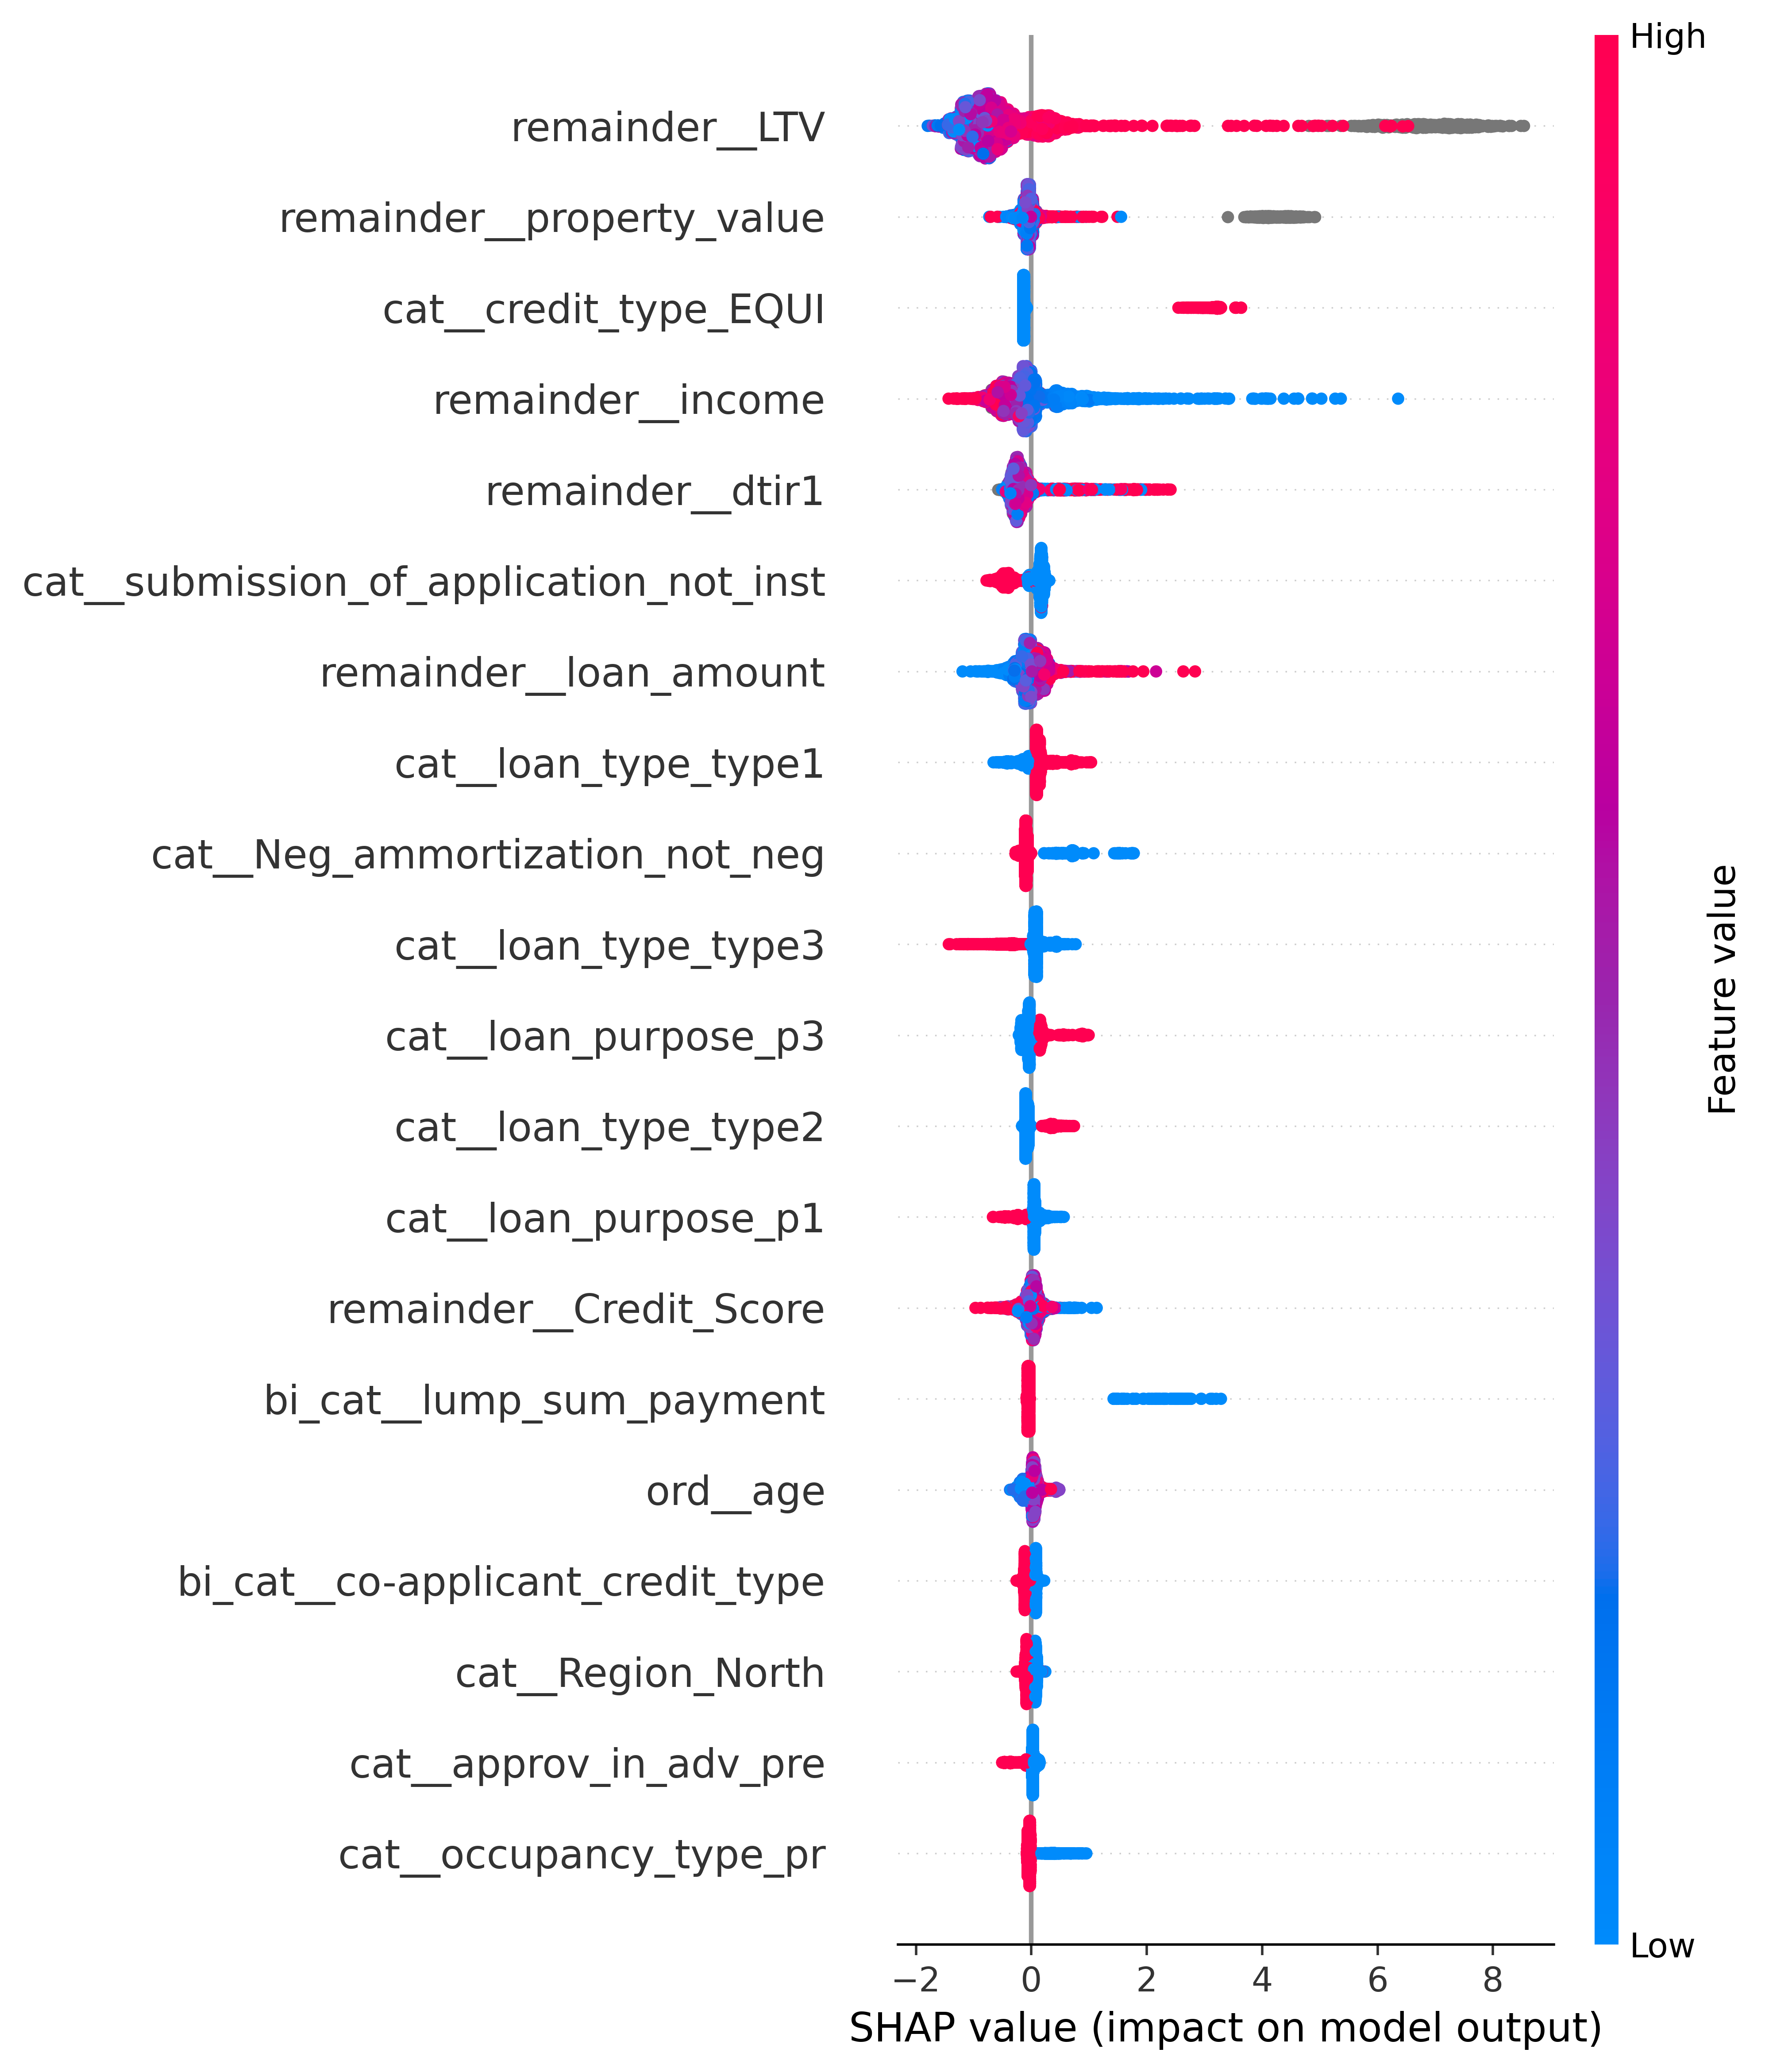 High
remainder__LTV
remainder__property_value
cat__credit_type_EQUI
remainder__income
remainder__dtir1
cat__submission_of_application_not_inst
remainder__loan_amount
cat__loan_type_type1
cat__Neg_ammortization_not_neg
cat__loan_type_type3
cat__loan_purpose_p3
cat__loan_type_type2
cat__loan_purpose_p1
remainder__Credit_Score
bi_cat__lump_sum_payment
ord__age
bi_cat__co-applicant_credit_type
cat__Region_North
cat__approv_in_adv_pre
cat__occupancy_type_pr
Feature value
Low
−2 0 2 4 6 8
SHAP value (impact on model output)